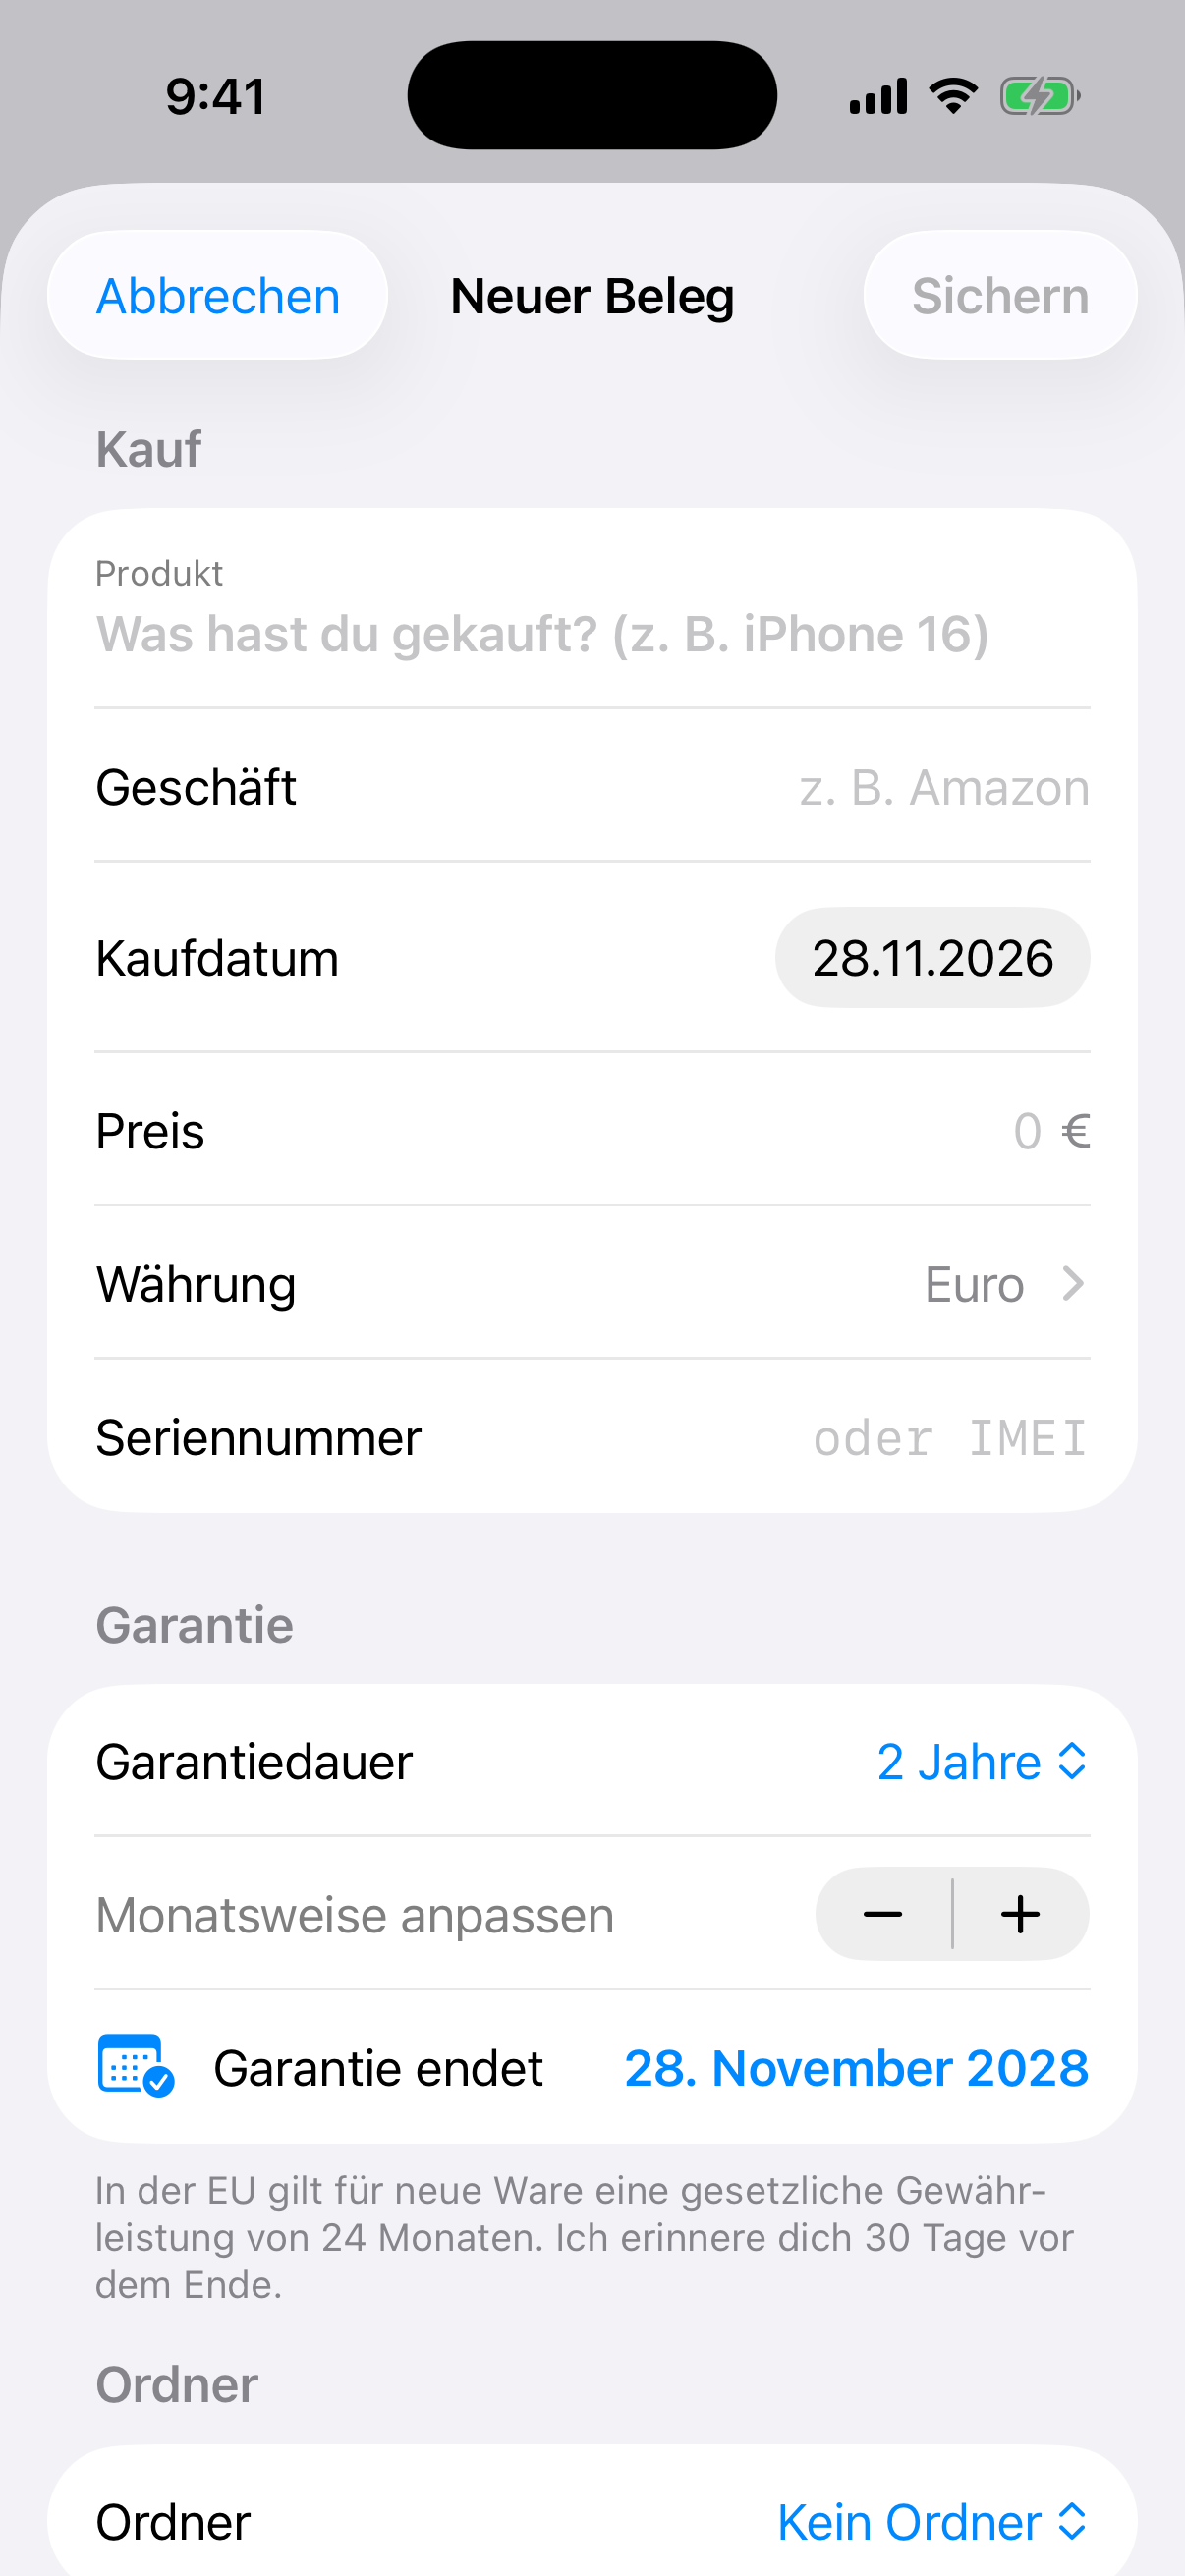 9:41
Abbrechen
Neuer Beleg
Sichern
Kauf
Produkt
Was hast du gekauft? (z. B. iPhone 16)
Geschäft z. B. Amazon
Kaufdatum 28.11.2026
Preis 0 €
Währung Euro
Seriennummer oder IMEI
Garantie
Garantiedauer 2 Jahre
Monatsweise anpassen
Garantie endet 28. November 2028
In der EU gilt für neue Ware eine gesetzliche Gewähr-
leistung von 24 Monaten. Ich erinnere dich 30 Tage vor
dem Ende.
Ordner
Ordner Kein Ordner